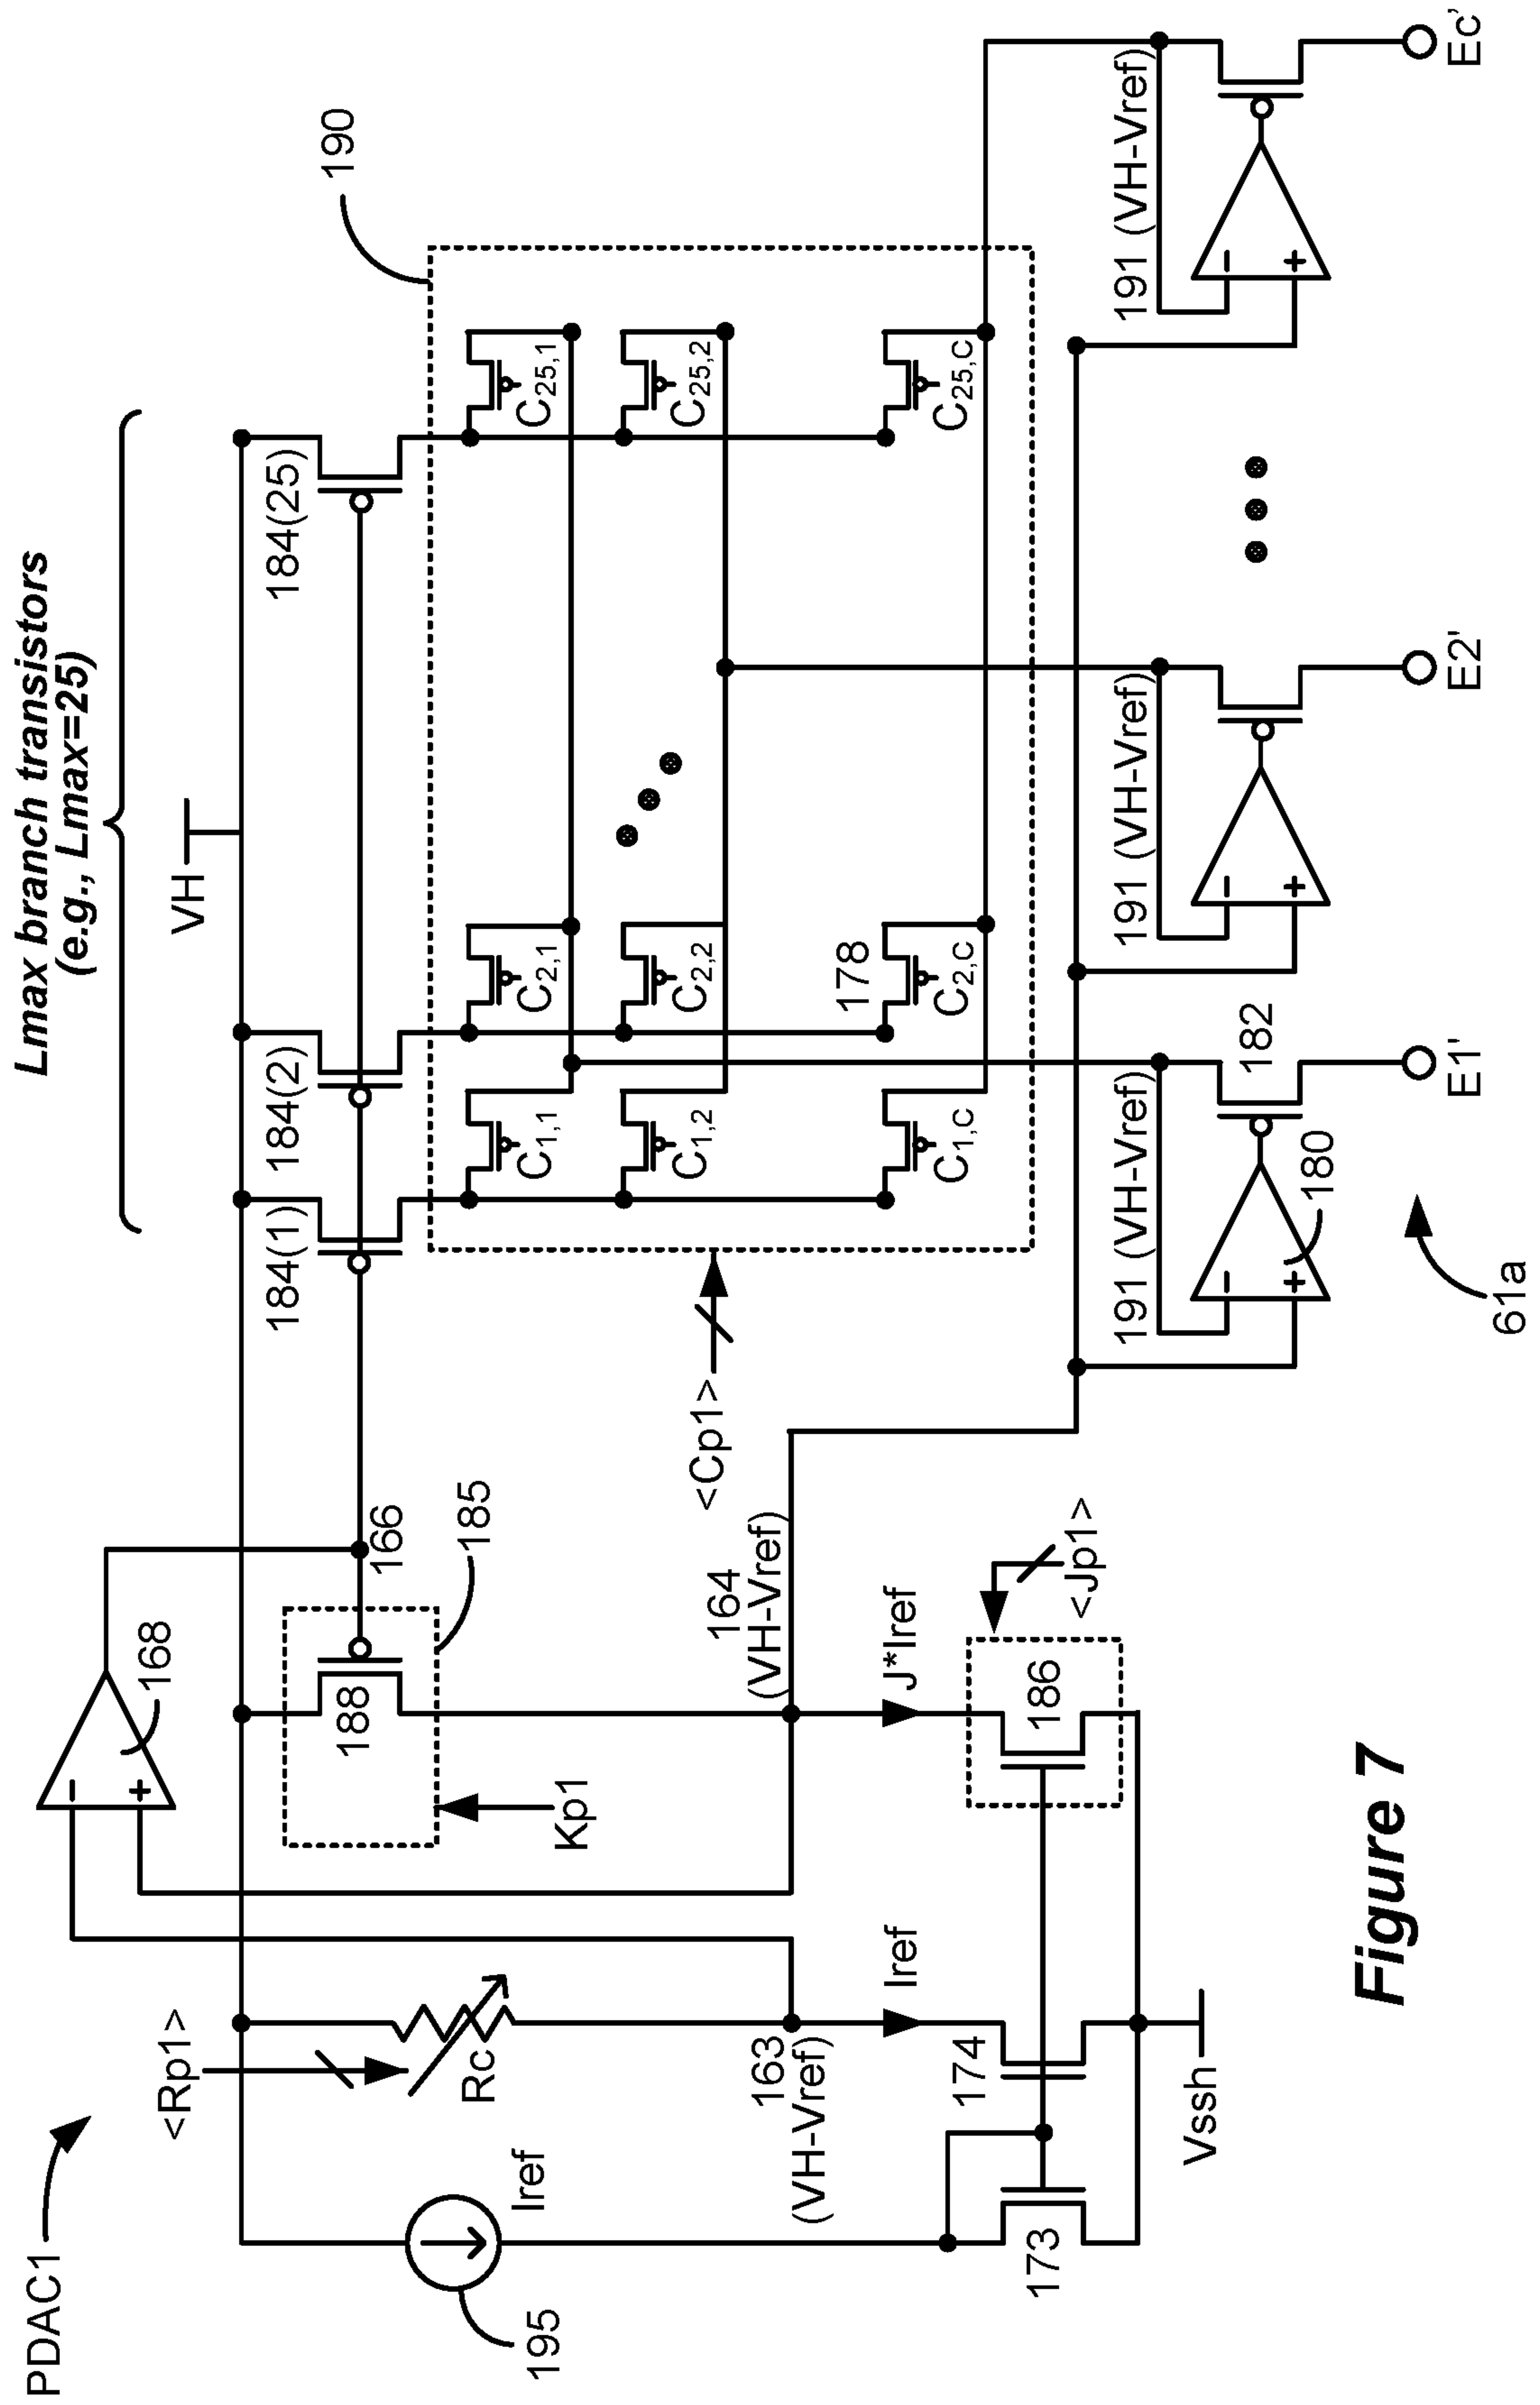 Lmax branch transistors
(e.g., Lmax=25)
PDAC1
VH
190
168
<Rp1>
184(1)
184(2)
184(25)
188
166
185
Rc
Kp1
C1,1
C2,1
C25,1
C1,2
C2,2
C25,2
178
C1,C
C2,C
C25,C
<Cp1>
195
Iref
163
(VH-Vref)
164
(VH-Vref)
Iref
J*Iref
173
174
186
<Jp1>
Vssh
191 (VH-Vref)
191 (VH-Vref)
191 (VH-Vref)
-
+
-
+
-
+
-
+
180
182
E1'
E2'
Ec'
61a
Figure 7